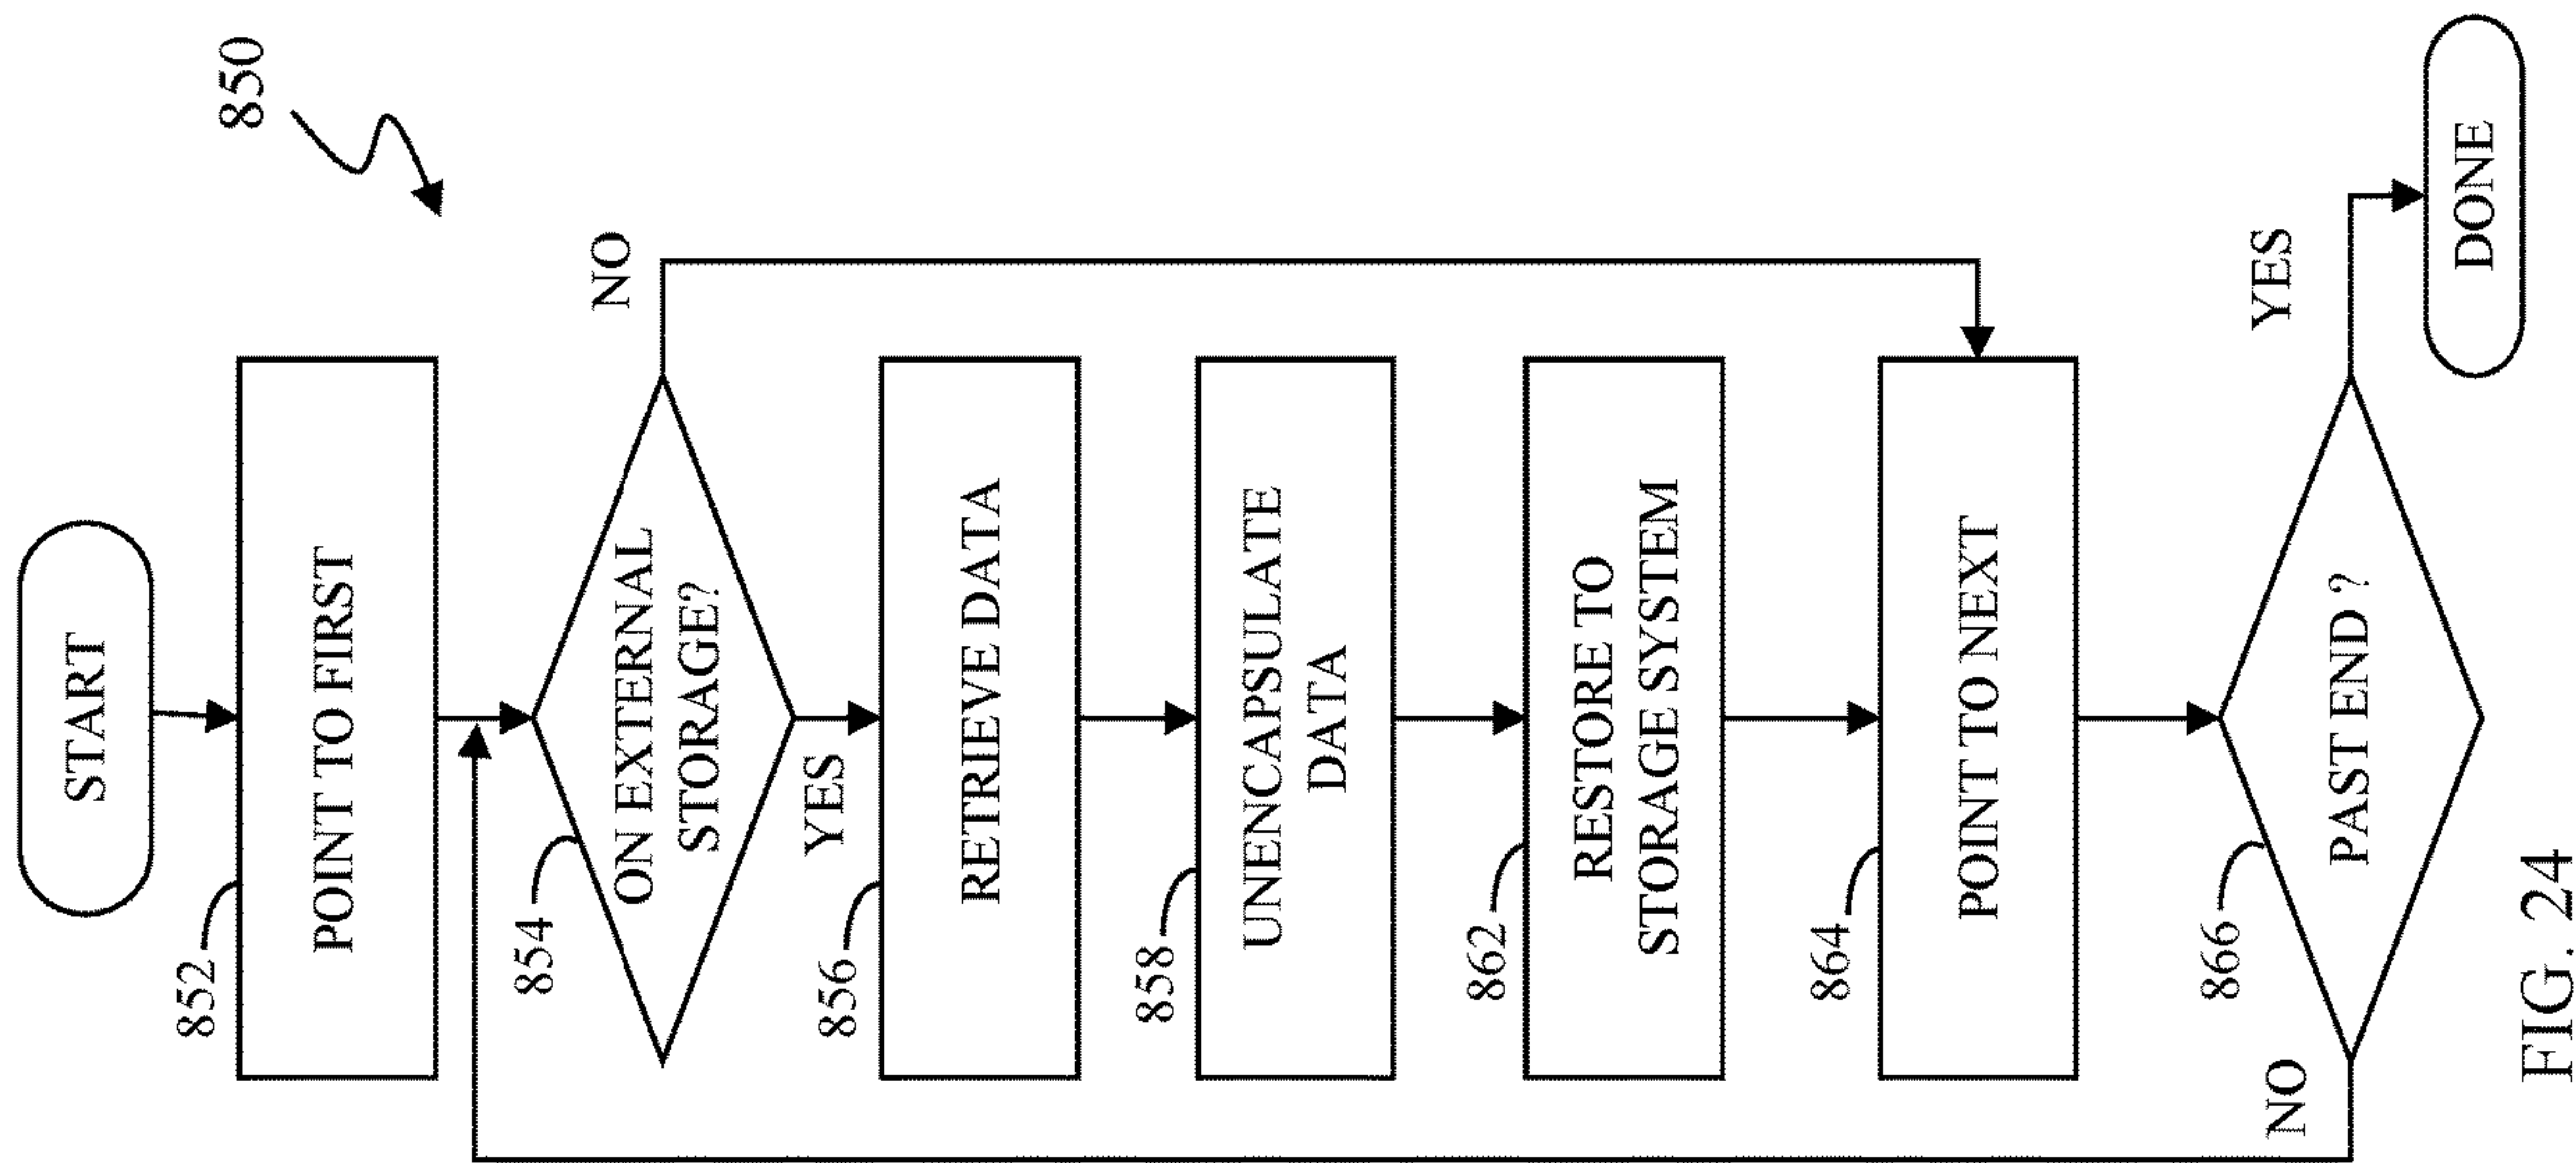 850
START
852
POINT TO FIRST
854
ON EXTERNAL
STORAGE?
NO
YES
856
RETRIEVE DATA
858
UNENCAPSULATE
DATA
862
RESTORE TO
STORAGE SYSTEM
864
POINT TO NEXT
866
PAST END ?
NO
YES
DONE
FIG. 24